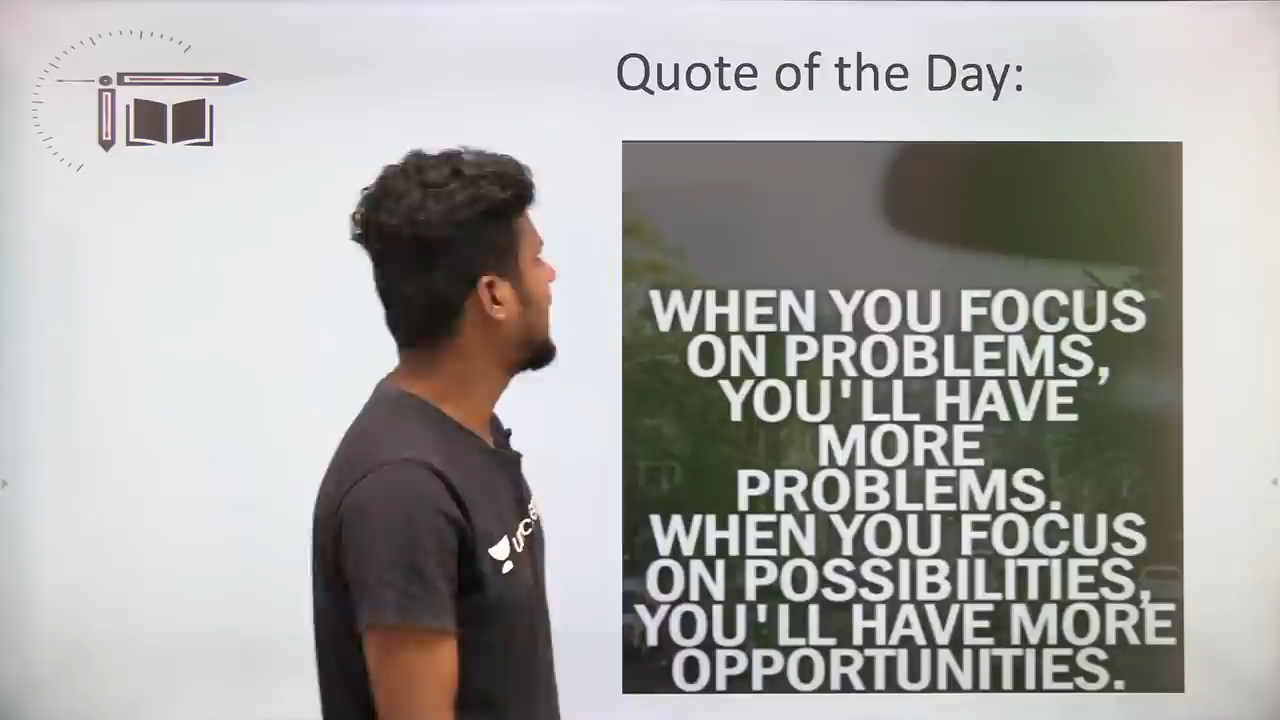 Quote of the Day:
WHEN YOU FOCUS
ON PROBLEMS,
YOU'LL HAVE
MORE
PROBLEMS.
WHEN YOU FOCUS
ON POSSIBILITIES,
YOU'LL HAVE MORE
OPPORTUNITIES.